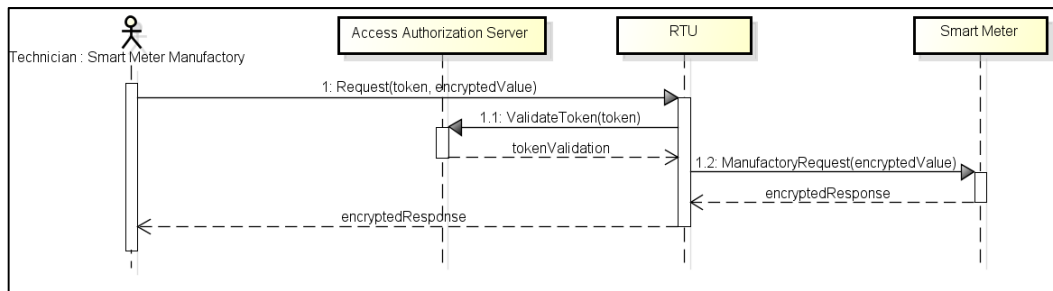 Access Authorization Server
RTU
Smart Meter
Technician : Smart Meter Manufactory
1: Request(token, encryptedValue)
1.1: ValidateToken(token)
tokenValidation
1.2: ManufactoryRequest(encryptedValue)
encryptedResponse
encryptedResponse